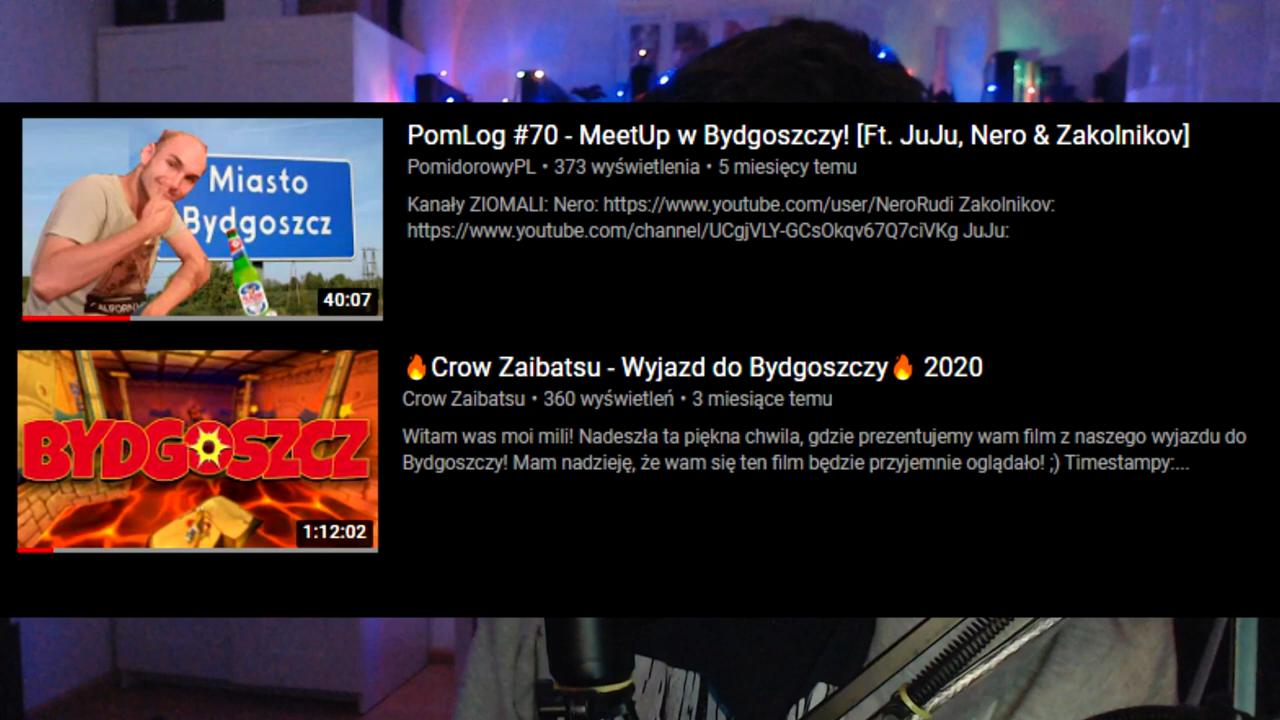 PomLog #70 - MeetUp w Bydgoszczy! [Ft. JuJu, Nero & Zakolnikov]
PomidorowyPL • 373 wyświetlenia • 5 miesięcy temu
Kanały ZIOMALI: Nero: https://www.youtube.com/user/NeroRudi Zakolnikov:
https://www.youtube.com/channel/UCgjVLY-GCsOkqv67Q7ciVKg JuJu:
Miasto
Bydgoszcz
40:07
🔥Crow Zaibatsu - Wyjazd do Bydgoszczy🔥 2020
Crow Zaibatsu • 360 wyświetleń • 3 miesiące temu
Witam was moi mili! Nadeszła ta piękna chwila, gdzie prezentujemy wam film z naszego wyjazdu do
Bydgoszczy! Mam nadzieję, że wam się ten film będzie przyjemnie oglądało! ;) Timestampy:...
BYDGOSZCZ
1:12:02